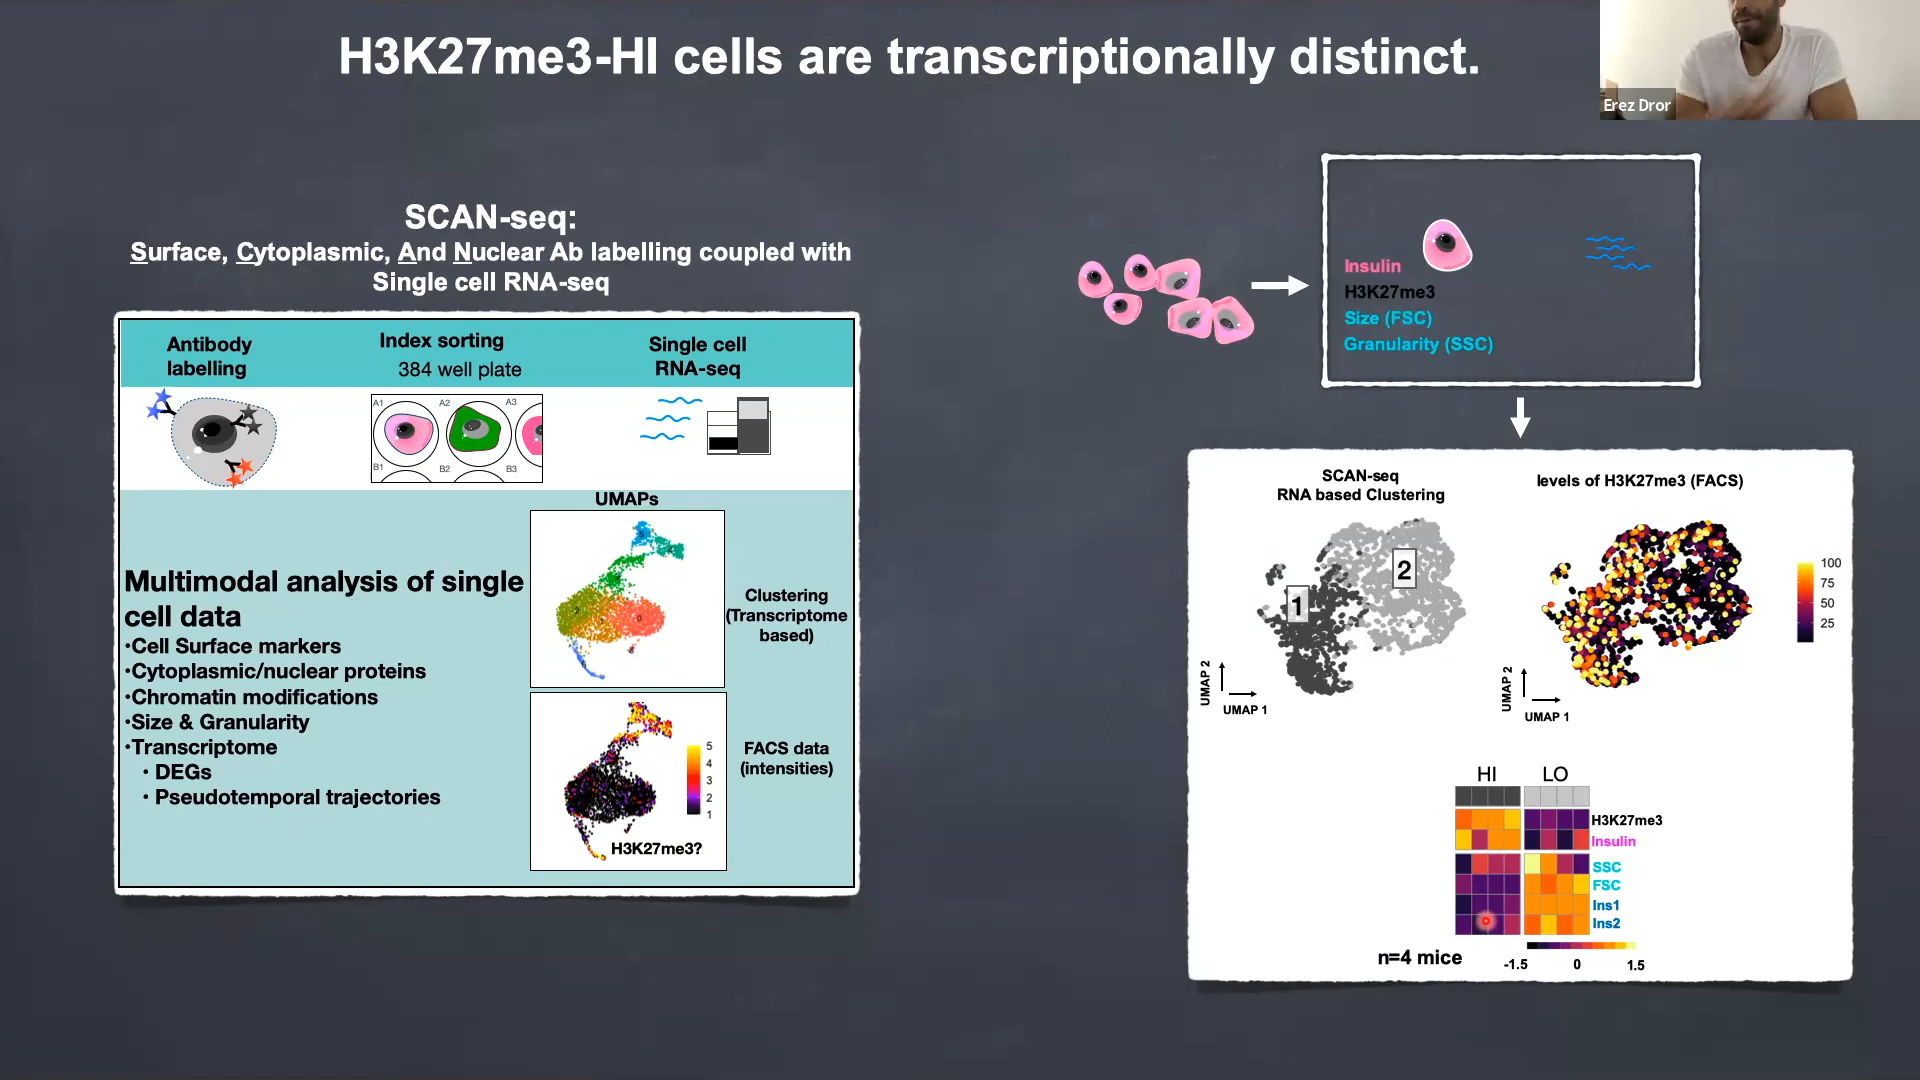 H3K27me3-HI cells are transcriptionally distinct.
Erez Dror
SCAN-seq:
Surface, Cytoplasmic, And Nuclear Ab labelling coupled with
Single cell RNA-seq
Antibody
labelling
Index sorting
384 well plate
Single cell
RNA-seq
A1
A2
A3
B1
B2
B3
UMAPs
Multimodal analysis of single
cell data
•Cell Surface markers
•Cytoplasmic/nuclear proteins
•Chromatin modifications
•Size & Granularity
•Transcriptome
• DEGs
• Pseudotemporal trajectories
Clustering
(Transcriptome
based)
FACS data
(intensities)
5
4
3
2
1
H3K27me3?
Insulin
H3K27me3
Size (FSC)
Granularity (SSC)
SCAN-seq
RNA based Clustering
1
2
UMAP 2
UMAP 1
levels of H3K27me3 (FACS)
100
75
50
25
UMAP 2
UMAP 1
HI LO
H3K27me3
Insulin
SSC
FSC
Ins1
Ins2
n=4 mice
-1.5 0 1.5